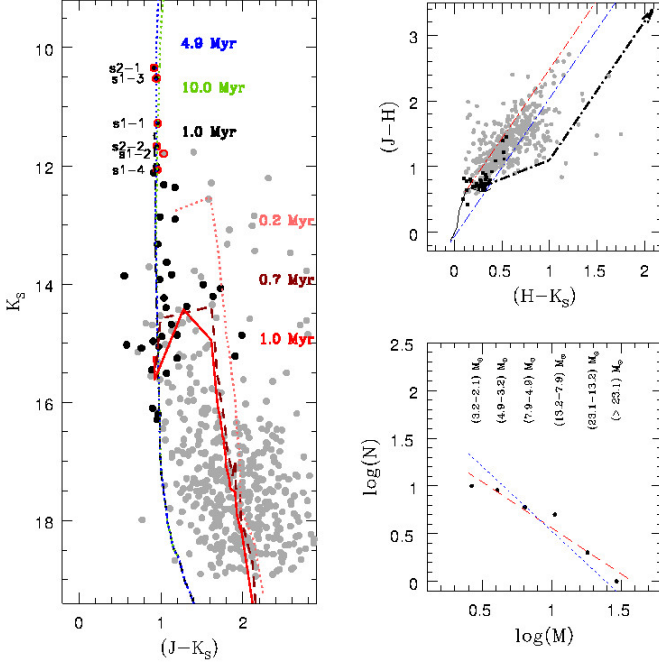 10
12
14
16
18
K_S
0
2
(J−K_S)
4.9 Myr
10.0 Myr
1.0 Myr
0.2 Myr
0.7 Myr
1.0 Myr
s2−1
s1−3
s1−1
s2−2
s1−2
s1−4
3
2
1
0
(J−H)
0
0.5
1
1.5
2
(H−K_S)
2.5
2
1.5
1
0.5
0
log(N)
(3.2−2.1) M_⊙
(4.9−3.2) M_⊙
(7.9−4.9) M_⊙
(13.2−7.9) M_⊙
(23.1−13.2) M_⊙
(> 23.1) M_⊙
0.5
1
1.5
2
log(M)